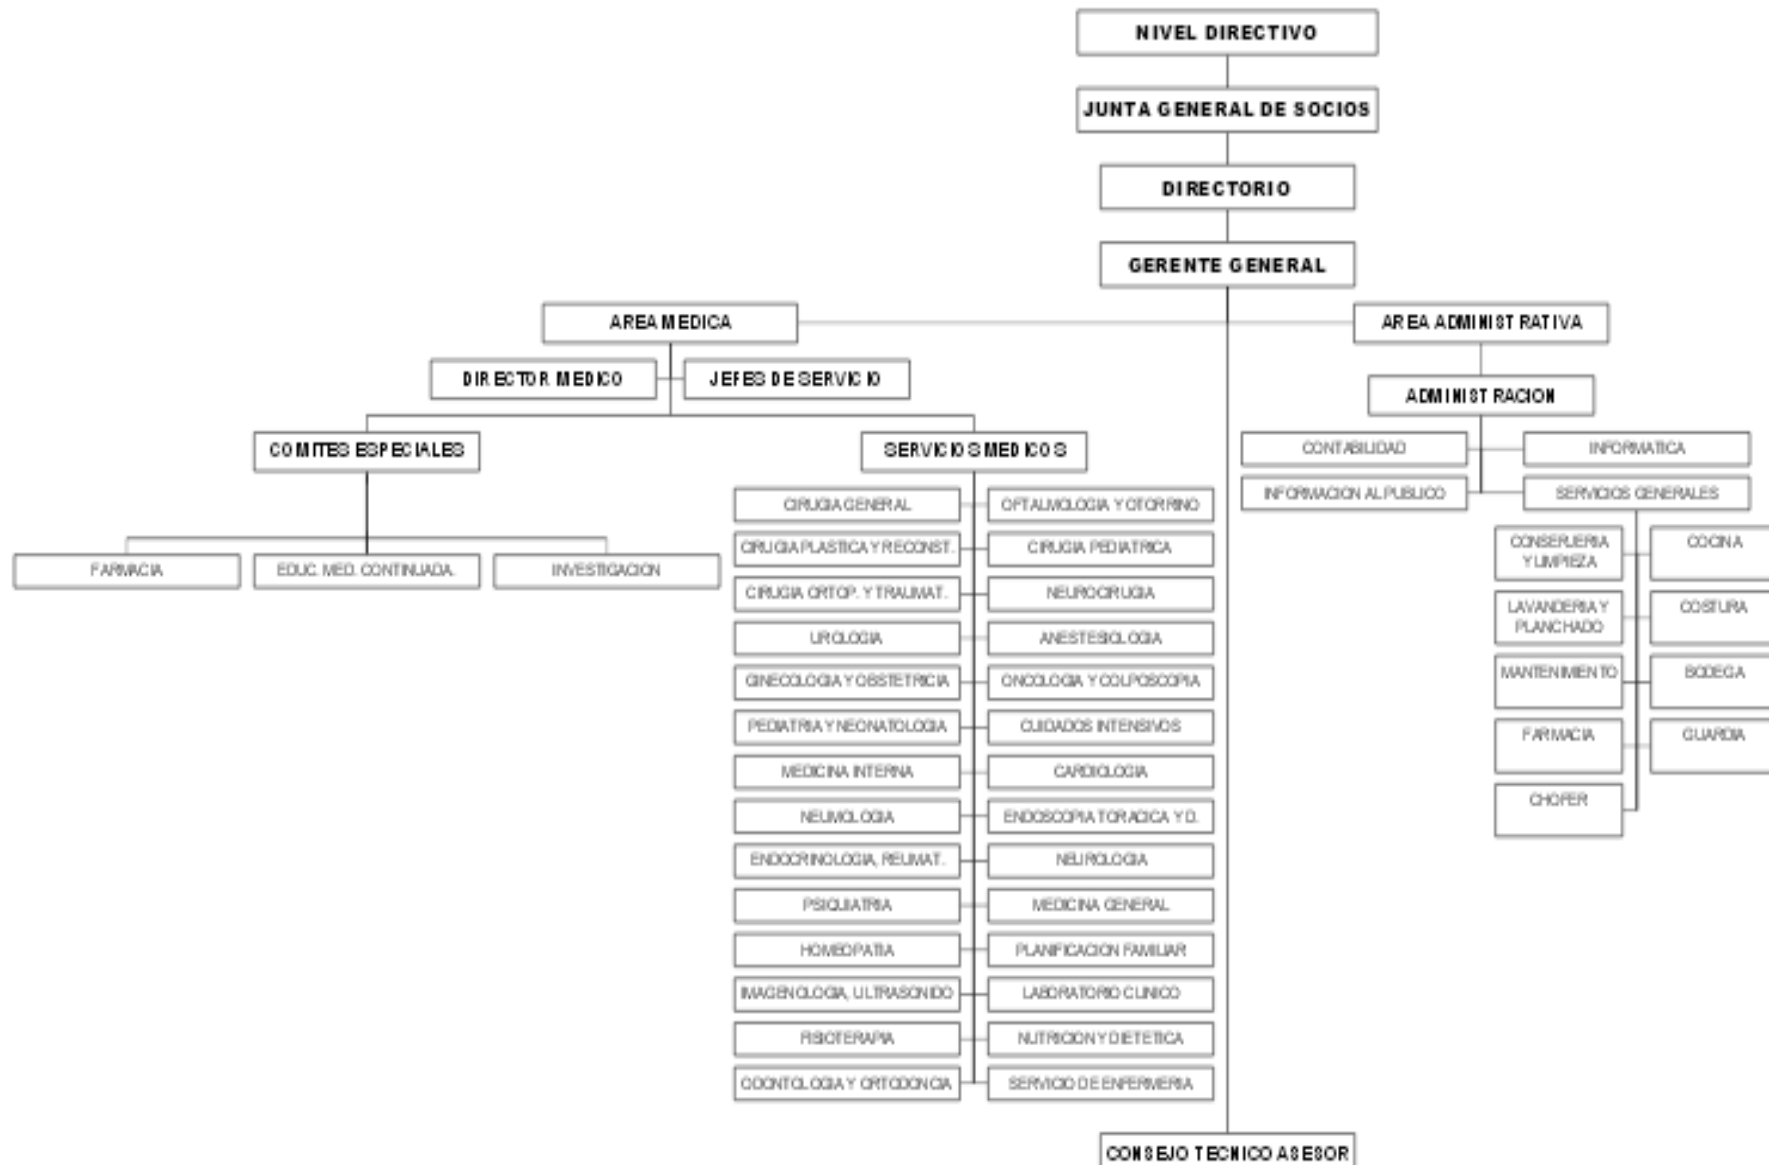 NIVEL DIRECTIVO
JUNTA GENERAL DE SOCIOS
DIRECTORIO
GERENTE GENERAL
AREA MEDICA
AREA ADMINISTRATIVA
DIRECTOR MEDICO
JEFES DE SERVICIO
ADMINISTRACION
COMITES ESPECIALES
SERVICIOS MEDICOS
CONTABILIDAD
INFORMATICA
INFORMACION AL PUBLICO
SERVICIOS GENERALES
FARMACIA
EDUC. MED. CONTINUADA.
INVESTIGACION
CIRUGIA GENERAL
OFTALMOLOGIA Y OTORRINO
CIRUGIA PLASTICA Y RECONST.
CIRUGIA PEDIATRICA
CIRUGIA ORTOP. Y TRAUMAT.
NEUROCIRUGIA
UROLOGIA
ANESTESIOLOGIA
GINECOLOGIA Y OBSTETRICIA
ONCOLOGIA Y COLPOSCOPIA
PEDIATRIA Y NEONATOLOGIA
CUIDADOS INTENSIVOS
MEDICINA INTERNA
CARDIOLOGIA
NEUMOLOGIA
ENDOSCOPIA TORACICA Y D.
ENDOCRINOLOGIA, REUMAT.
NEUROLOGIA
PSIQUIATRIA
MEDICINA GENERAL
HOMEOPATIA
PLANIFICACION FAMILIAR
IMAGENOLOGIA, ULTRASONIDO
LABORATORIO CLINICO
FISIOTERAPIA
NUTRICION Y DIETETICA
ODONTOLOGIA Y ORTODONCIA
SERVICIO DE ENFERMERIA
CONSERJERIA
Y LIMPIEZA
COCINA
LAVANDERIA Y
PLANCHADO
COSTURA
MANTENIMIENTO
BODEGA
FARMACIA
GUARDIA
CHOFER
CONSEJO TECNICO ASESOR